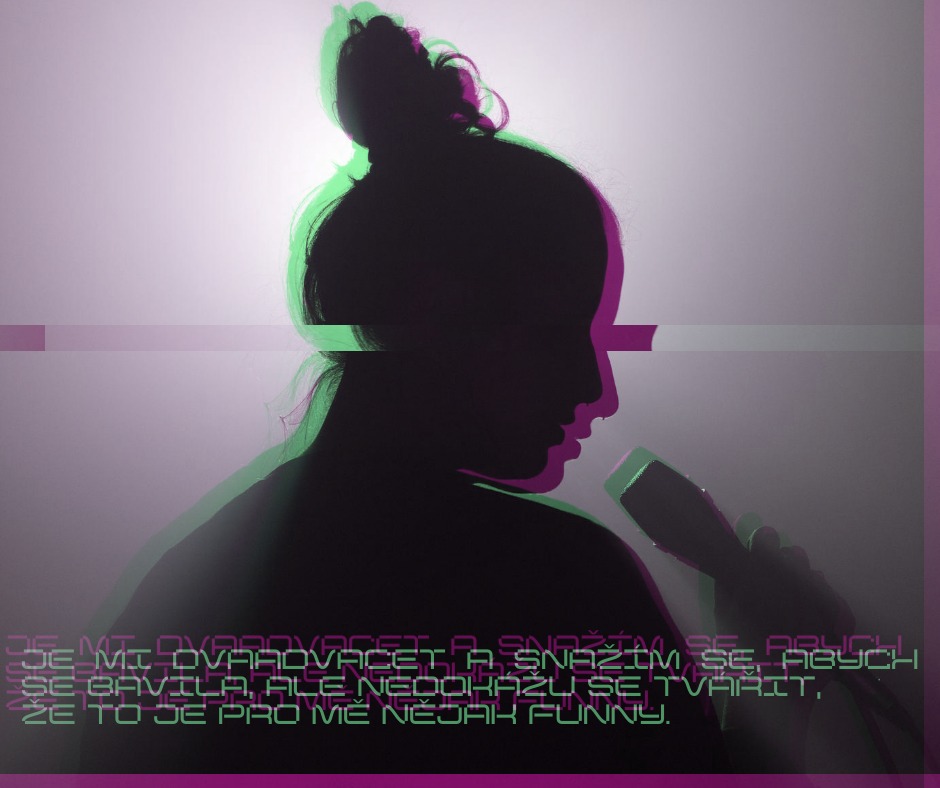 JE MI DVAADVACET A SNAŽÍM SE, ABYCH
SE BAVILA, ALE NEDOKÁŽU SE TVÁŘIT,
ŽE TO JE PRO MĚ NĚJAK FUNNY.